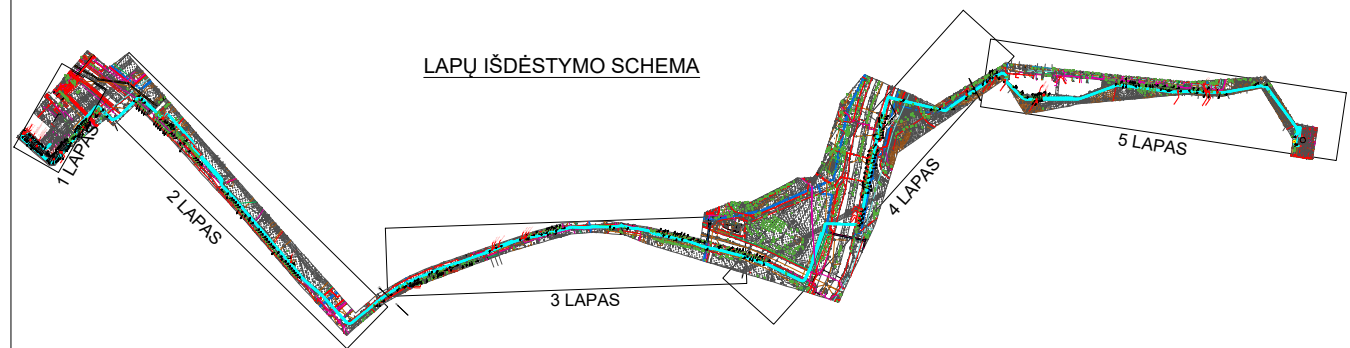 LAPŲ IŠDĖSTYMO SCHEMA
1 LAPAS
2 LAPAS
3 LAPAS
4 LAPAS
5 LAPAS